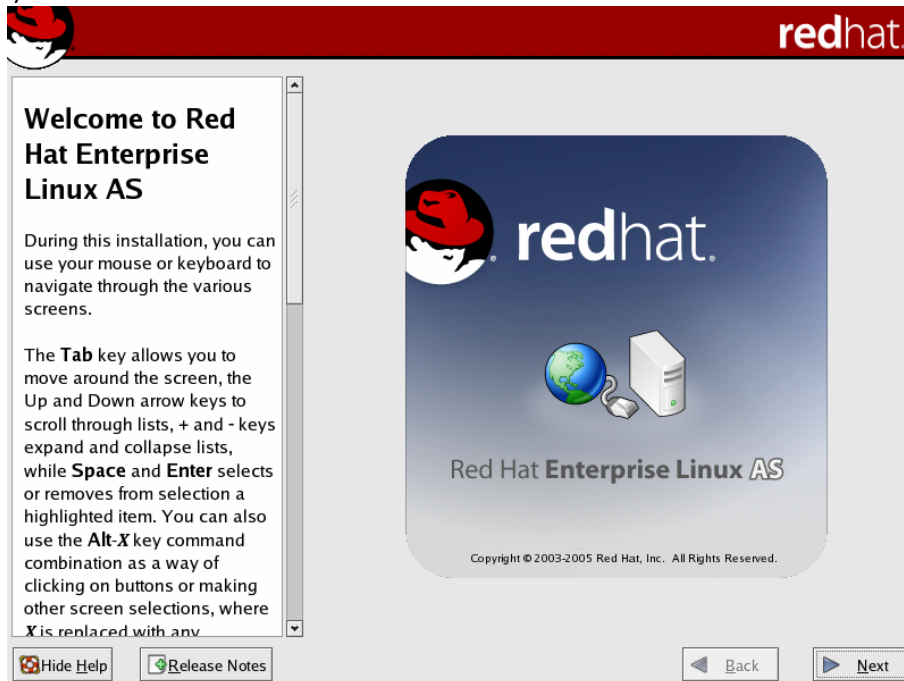 redhat.
Welcome to Red
Hat Enterprise
Linux AS
During this installation, you can
use your mouse or keyboard to
navigate through the various
screens.
The Tab key allows you to
move around the screen, the
Up and Down arrow keys to
scroll through lists, + and - keys
expand and collapse lists,
while Space and Enter selects
or removes from selection a
highlighted item. You can also
use the Alt-X key command
combination as a way of
clicking on buttons or making
other screen selections, where
X is replaced with any
redhat.
Red Hat Enterprise Linux AS
Copyright © 2003-2005 Red Hat, Inc. All Rights Reserved.
Hide Help
Release Notes
Back
Next